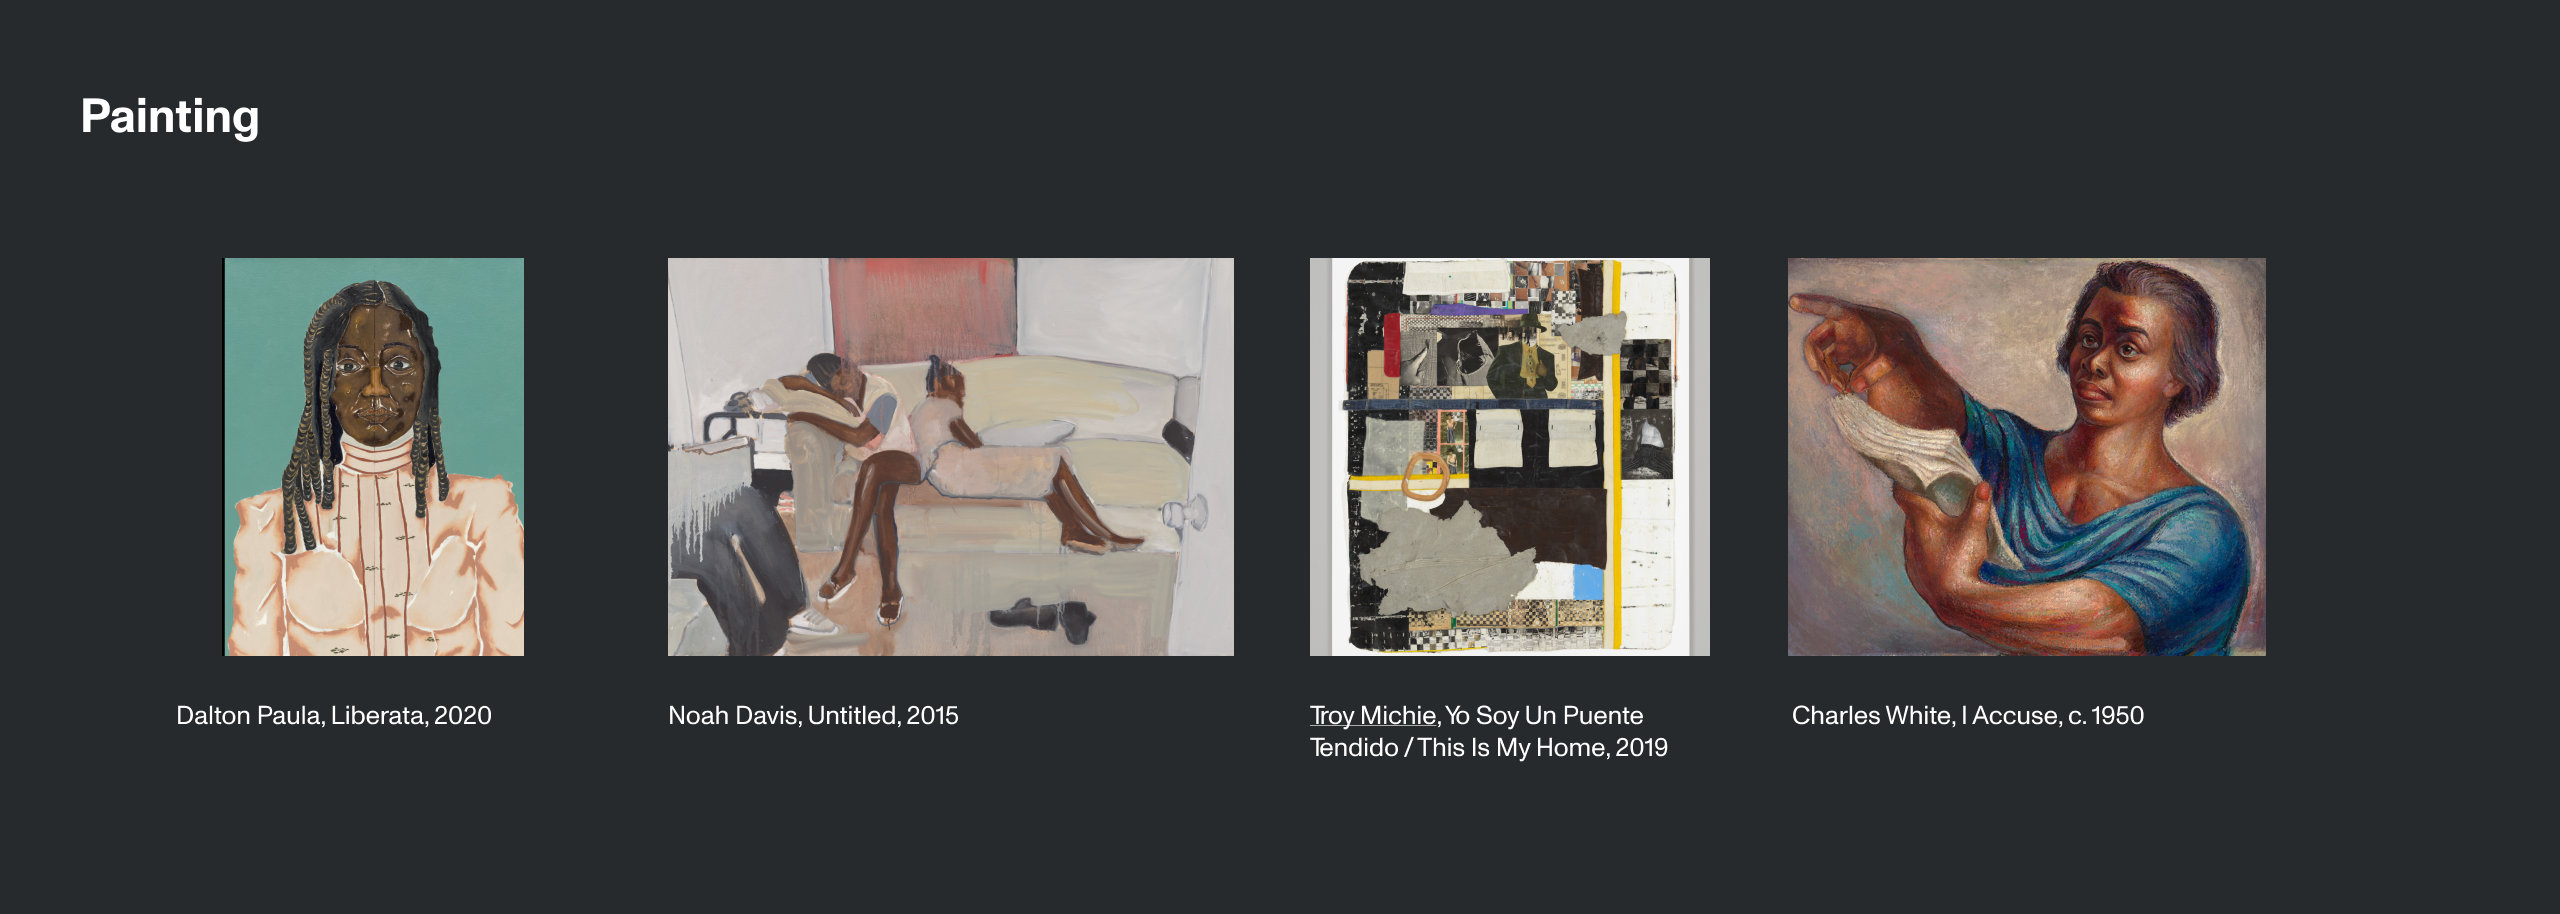 Painting
Dalton Paula, Liberata, 2020
Noah Davis, Untitled, 2015
Troy Michie, Yo Soy Un Puente
Tendido / This Is My Home, 2019
Charles White, I Accuse, c. 1950